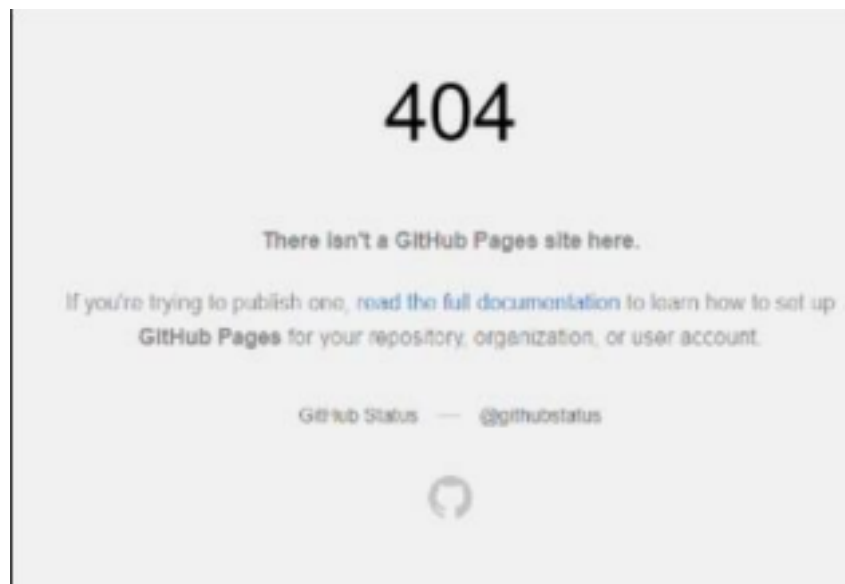 404
There isn't a GitHub Pages site here.
If you're trying to publish one, read the full documentation to learn how to set up
GitHub Pages for your repository, organization, or user account.
GitHub Status — @githubstatus